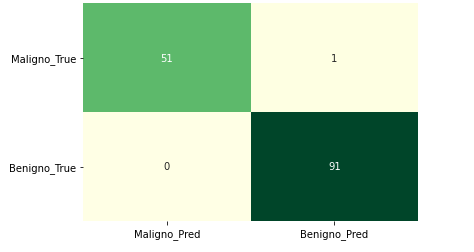 Maligno_True 51 1
Benigno_True 0 91
Maligno_Pred Benigno_Pred